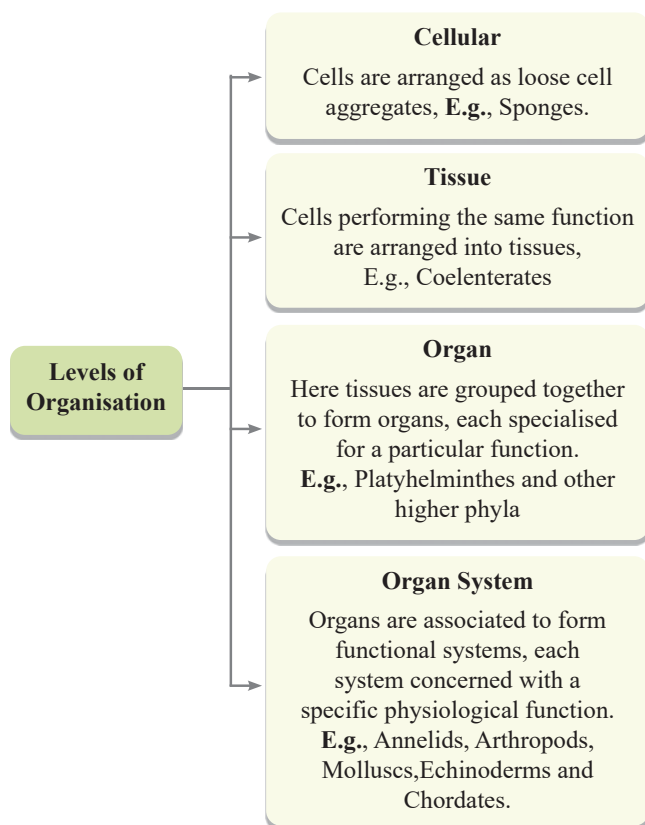 Cellular
Cells are arranged as loose cell
aggregates, E.g., Sponges.
Tissue
Cells performing the same function
are arranged into tissues,
E.g., Coelenterates
Levels of
Organisation
Organ
Here tissues are grouped together
to form organs, each specialised
for a particular function.
E.g., Platyhelminthes and other
higher phyla
Organ System
Organs are associated to form
functional systems, each
system concerned with a
specific physiological function.
E.g., Annelids, Arthropods,
Molluscs,Echinoderms and
Chordates.